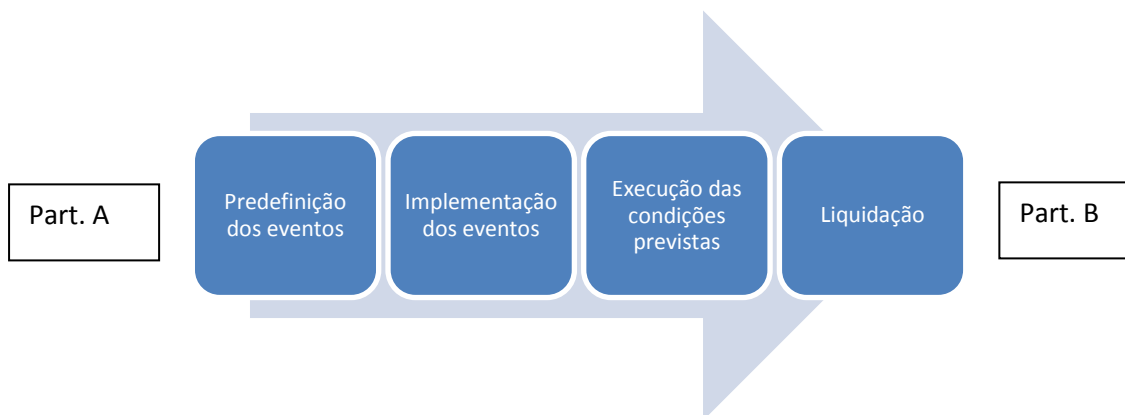 Part. A
Predefinição
dos eventos
Implementação
dos eventos
Execução das
condições
previstas
Liquidação
Part. B